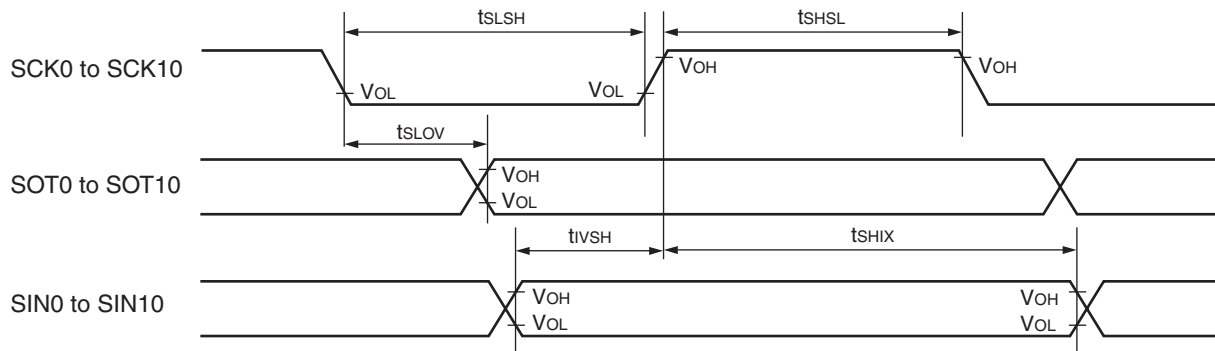 tSLSH tSHSL
SCK0 to SCK10 VOL VOL VOH VOH
tSLOV
SOT0 to SOT10 VOH VOL
tIVSH tSHIX
SIN0 to SIN10 VOH VOL VOH VOL